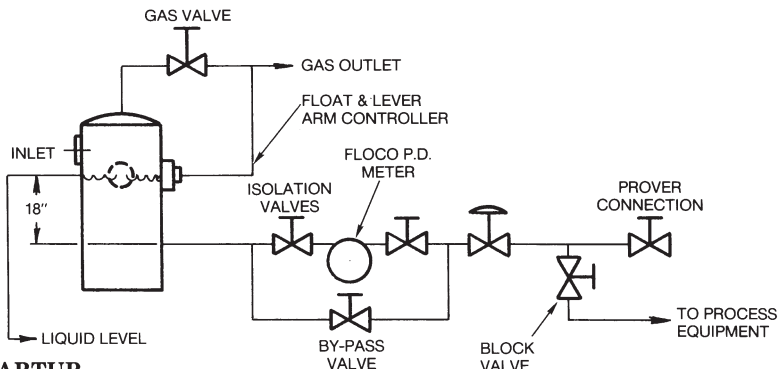 GAS VALVE
GAS OUTLET
FLOAT & LEVER
ARM CONTROLLER
INLET
FLOCO P.D.
METER
ISOLATION
VALVES
PROVER
CONNECTION
18"
LIQUID LEVEL
BY-PASS
VALVE
BLOCK
VALVE
TO PROCESS
EQUIPMENT